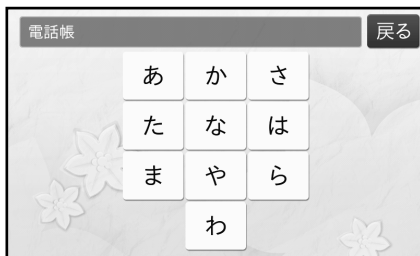 電話帳 戻る
あ か さ
た な は
ま や ら
わ